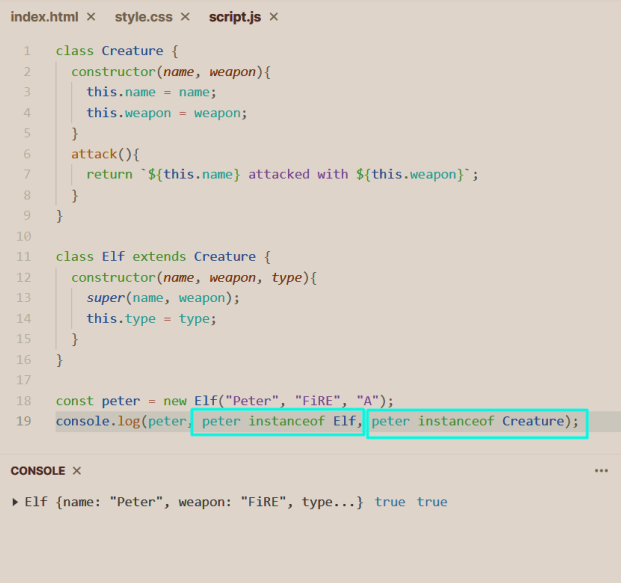 index.html × style.css × script.js ×
1 class Creature {
2 constructor(name, weapon){
3 this.name = name;
4 this.weapon = weapon;
5 }
6 attack(){
7 return `${this.name} attacked with ${this.weapon}`;
8 }
9 }
10
11 class Elf extends Creature {
12 constructor(name, weapon, type){
13 super(name, weapon);
14 this.type = type;
15 }
16 }
17
18 const peter = new Elf("Peter", "FiRE", "A");
19 console.log(peter, peter instanceof Elf, peter instanceof Creature);
CONSOLE × ...
▸ Elf {name: "Peter", weapon: "FiRE", type...} true true